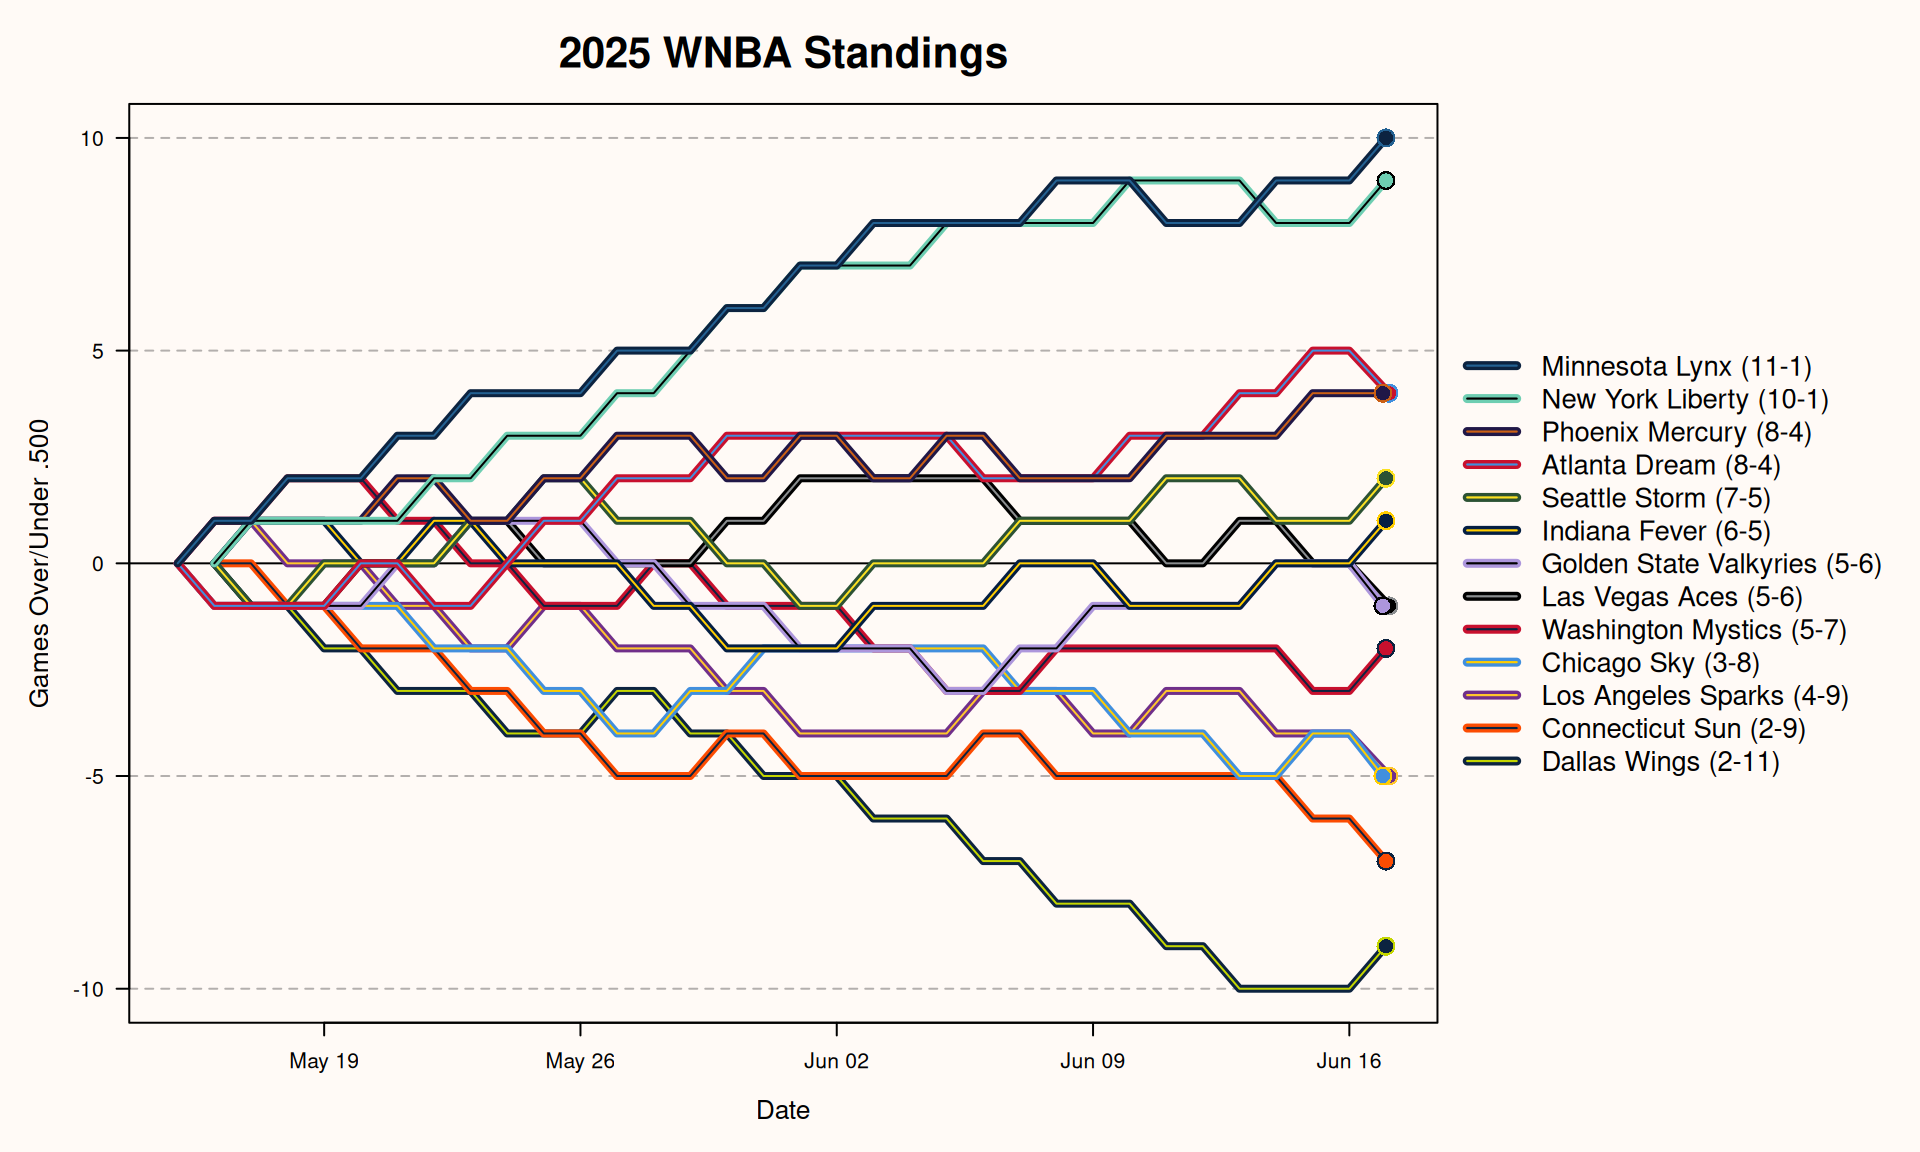 2025 WNBA Standings
Games Over/Under .500
10
5
0
-5
-10
May 19
May 26
Jun 02
Jun 09
Jun 16
Date
Minnesota Lynx (11-1)
New York Liberty (10-1)
Phoenix Mercury (8-4)
Atlanta Dream (8-4)
Seattle Storm (7-5)
Indiana Fever (6-5)
Golden State Valkyries (5-6)
Las Vegas Aces (5-6)
Washington Mystics (5-7)
Chicago Sky (3-8)
Los Angeles Sparks (4-9)
Connecticut Sun (2-9)
Dallas Wings (2-11)